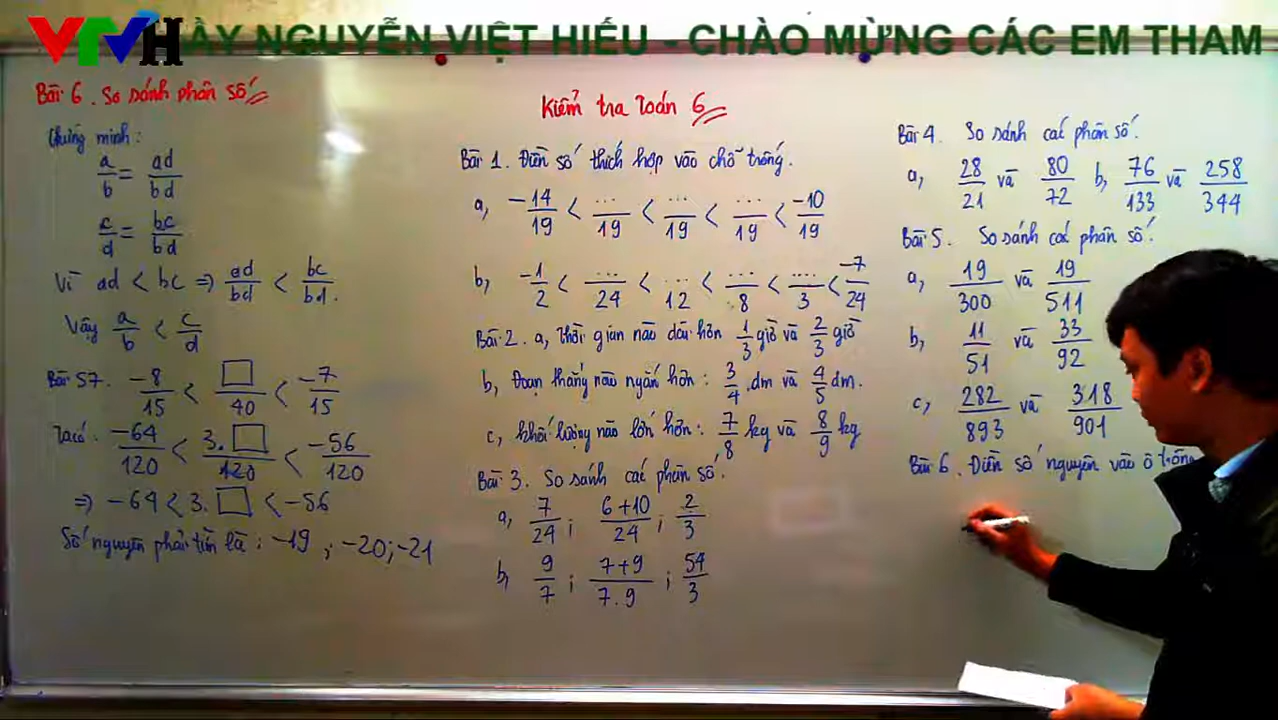 VTVH
ẦY NGUYỄN VIỆT HIẾU - CHÀO MỪNG CÁC EM THAM
Bài 6. So sánh phân số
Chứng minh:
a/b = ad/bd
c/d = bc/bd
Vì ad < bc => ad/bd < bc/bd.
Vậy a/b < c/d
Bài 57. -8/15 < □/40 < -7/15
Ta có: -64/120 < 3.□/120 < -56/120
=> -64 < 3.□ < -56
Số nguyên phải tìm là: -19; -20; -21
Kiểm tra Toán 6
Bài 1. Điền số thích hợp vào chỗ trống.
a, -14/19 < .../19 < .../19 < .../19 < -10/19
b, -1/2 < .../24 < .../12 < .../8 < ..../3 < -7/24
Bài 2. a, Thời gian nào dài hơn 1/3 giờ và 2/3 giờ
b, Đoạn thẳng nào ngắn hơn: 3/4 dm và 4/5 dm.
c, khối lượng nào lớn hơn: 7/8 kg và 8/9 kg
Bài 3. So sánh các phân số.
a, 7/24; 6+10/24; 2/3
b, 9/7; 7+9/7.9; 54/3
Bài 4. So sánh các phân số.
a, 28/21 và 80/72 b, 76/133 và 258/344
Bài 5. So sánh các phân số.
a, 19/300 và 19/511
b, 11/51 và 33/92
c, 282/893 và 318/901
Bài 6. Điền số nguyên vào ô trống